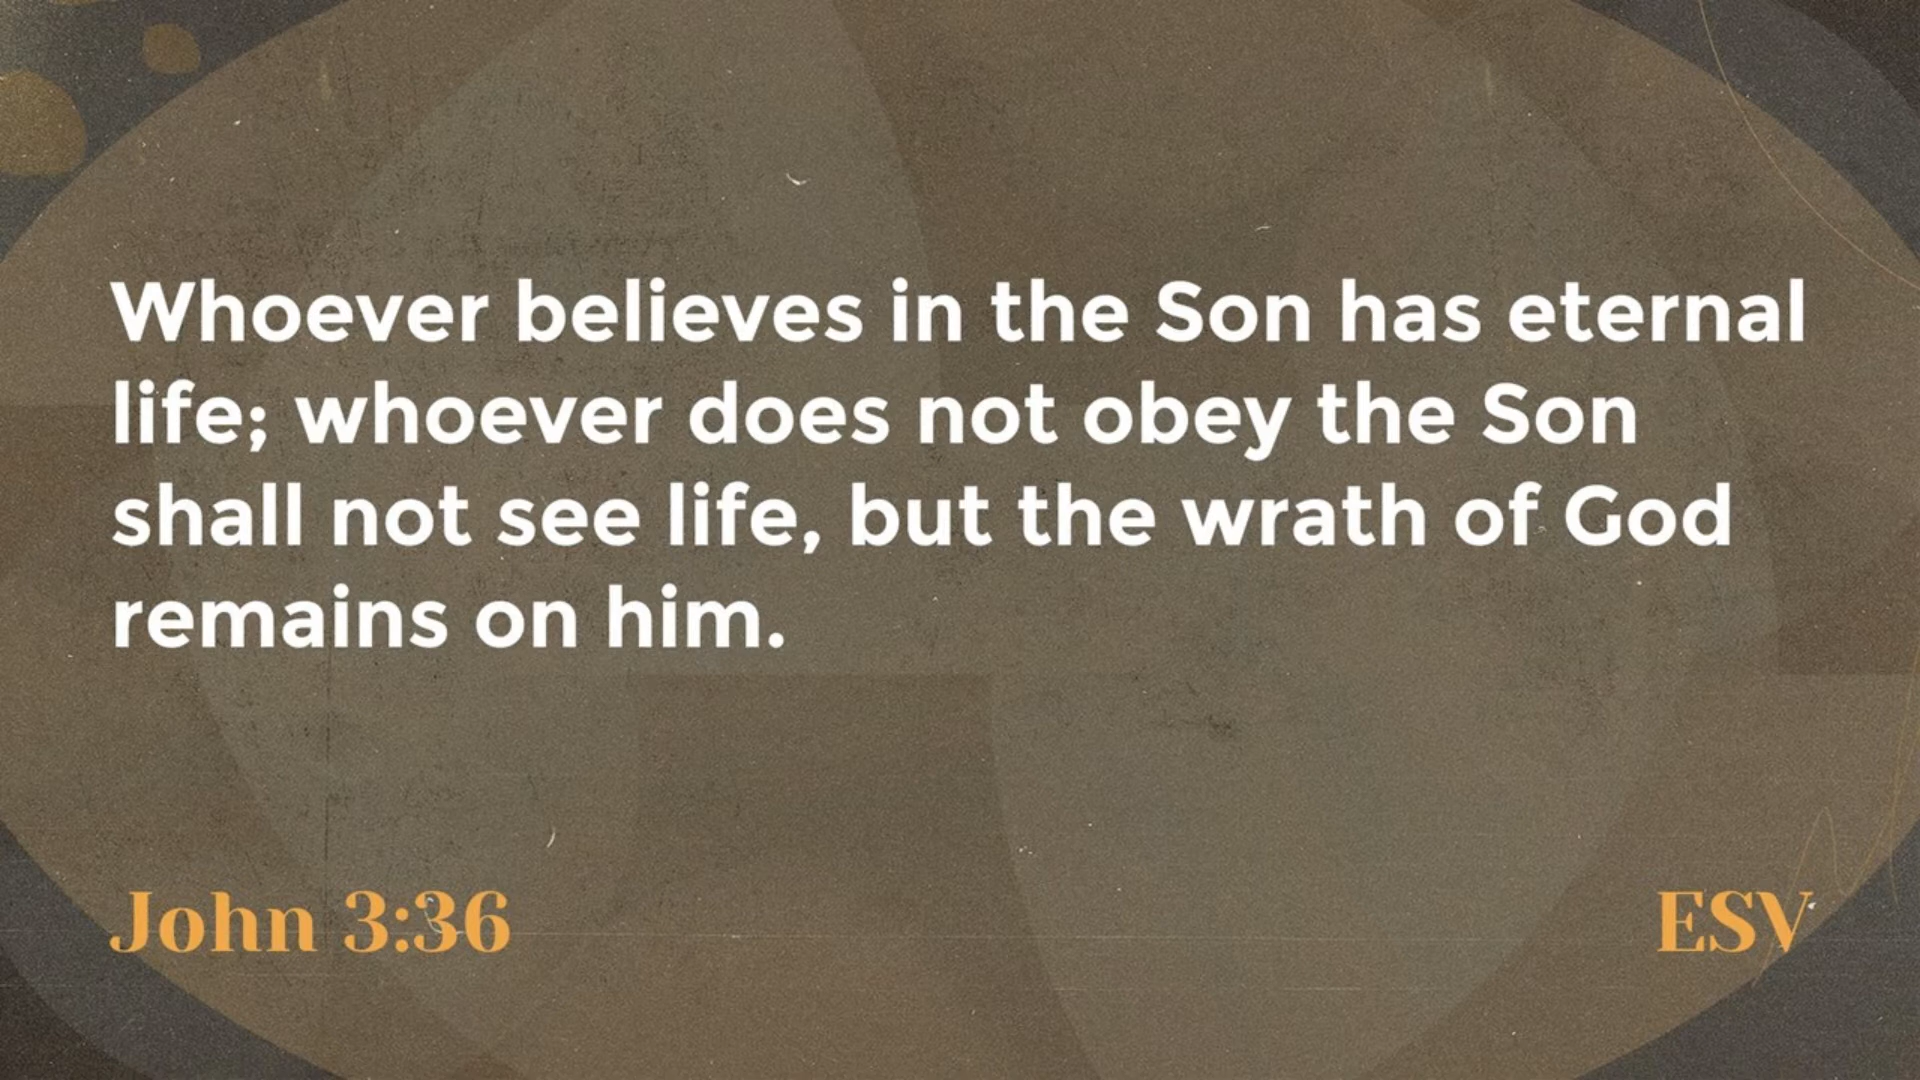 Whoever believes in the Son has eternal
life; whoever does not obey the Son
shall not see life, but the wrath of God
remains on him.
John 3:36
ESV